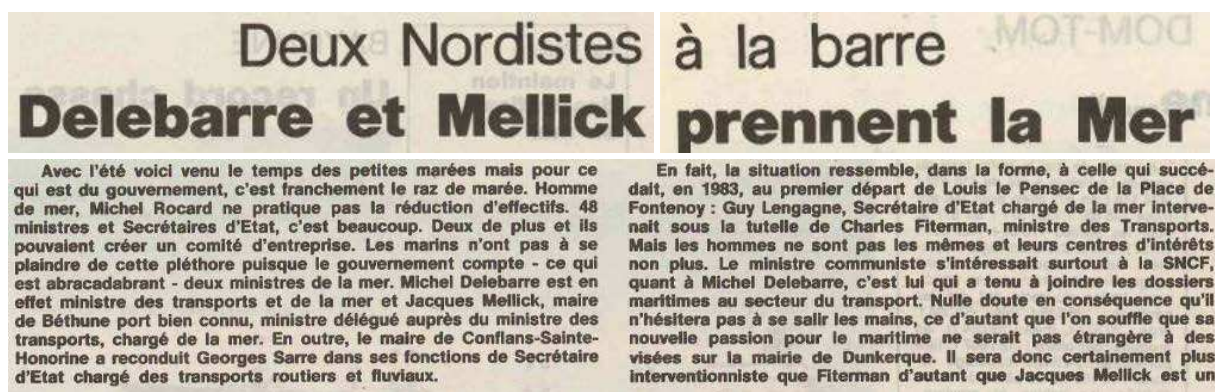 Deux Nordistes à la barre
Delebarre et Mellick prennent la Mer
Avec l'été voici venu le temps des petites marées mais pour ce
qui est du gouvernement, c'est franchement le raz de marée. Homme
de mer, Michel Rocard ne pratique pas la réduction d'effectifs. 48
ministres et Secrétaires d'Etat, c'est beaucoup. Deux de plus et ils
pouvaient créer un comité d'entreprise. Les marins n'ont pas à se
plaindre de cette pléthore puisque le gouvernement compte - ce qui
est abracadabrant - deux ministres de la mer. Michel Delebarre est en
effet ministre des transports et de la mer et Jacques Mellick, maire
de Béthune port bien connu, ministre délégué auprès du ministre des
transports, chargé de la mer. En outre, le maire de Conflans-Sainte-
Honorine a reconduit Georges Sarre dans ses fonctions de Secrétaire
d'Etat chargé des transports routiers et fluviaux.
En fait, la situation ressemble, dans la forme, à celle qui succé-
dait, en 1983, au premier départ de Louis le Pensec de la Place de
Fontenoy : Guy Lengagne, Secrétaire d'Etat chargé de la mer interve-
nait sous la tutelle de Charles Fiterman, ministre des Transports.
Mais les hommes ne sont pas les mêmes et leurs centres d'intérêts
non plus. Le ministre communiste s'intéressait surtout à la SNCF,
quant à Michel Delebarre, c'est lui qui a tenu à joindre les dossiers
maritimes au secteur du transport. Nulle doute en conséquence qu'il
n'hésitera pas à se salir les mains, ce d'autant que l'on souffle que sa
nouvelle passion pour le maritime ne serait pas étrangère à des
visées sur la mairie de Dunkerque. Il sera donc certainement plus
interventionniste que Fiterman d'autant que Jacques Mellick est un
DOM-TOM.
Un record chasse
Le maintien